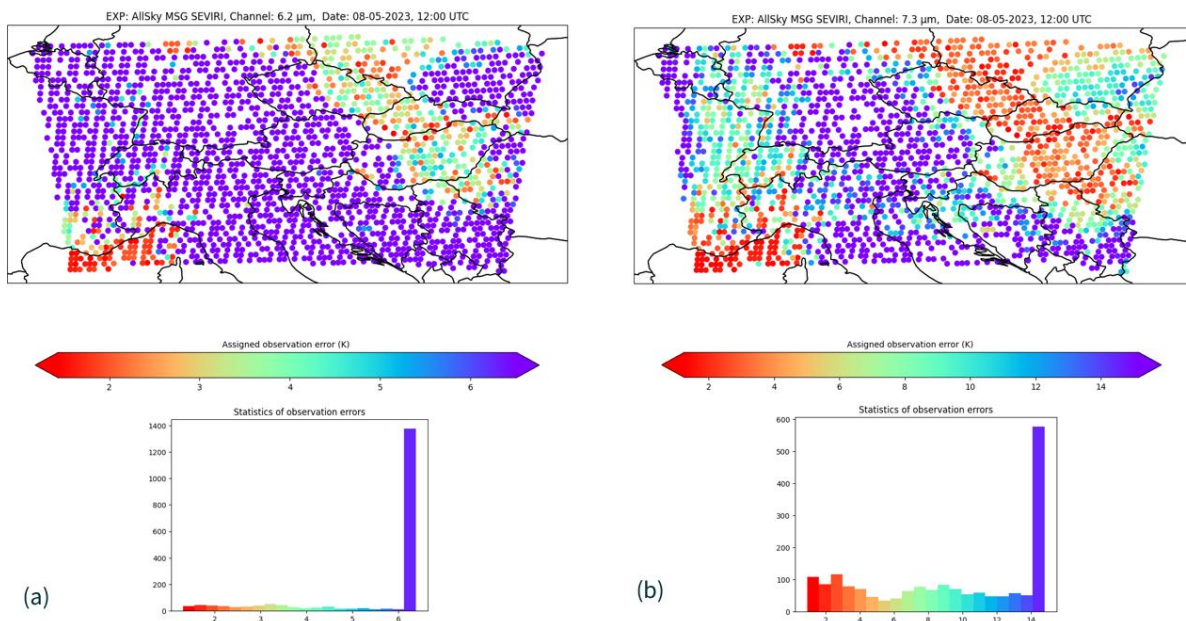 EXP: AllSky MSG SEVIRI, Channel: 6.2 μm,  Date: 08-05-2023, 12:00 UTC
Assigned observation error (K)
2 3 4 5 6
Statistics of observation errors
1400
1200
1000
800
600
400
200
0
2 3 4 5 6
(a)
EXP: AllSky MSG SEVIRI, Channel: 7.3 μm,  Date: 08-05-2023, 12:00 UTC
Assigned observation error (K)
2 4 6 8 10 12 14
Statistics of observation errors
600
500
400
300
200
100
0
2 4 6 8 10 12 14
(b)